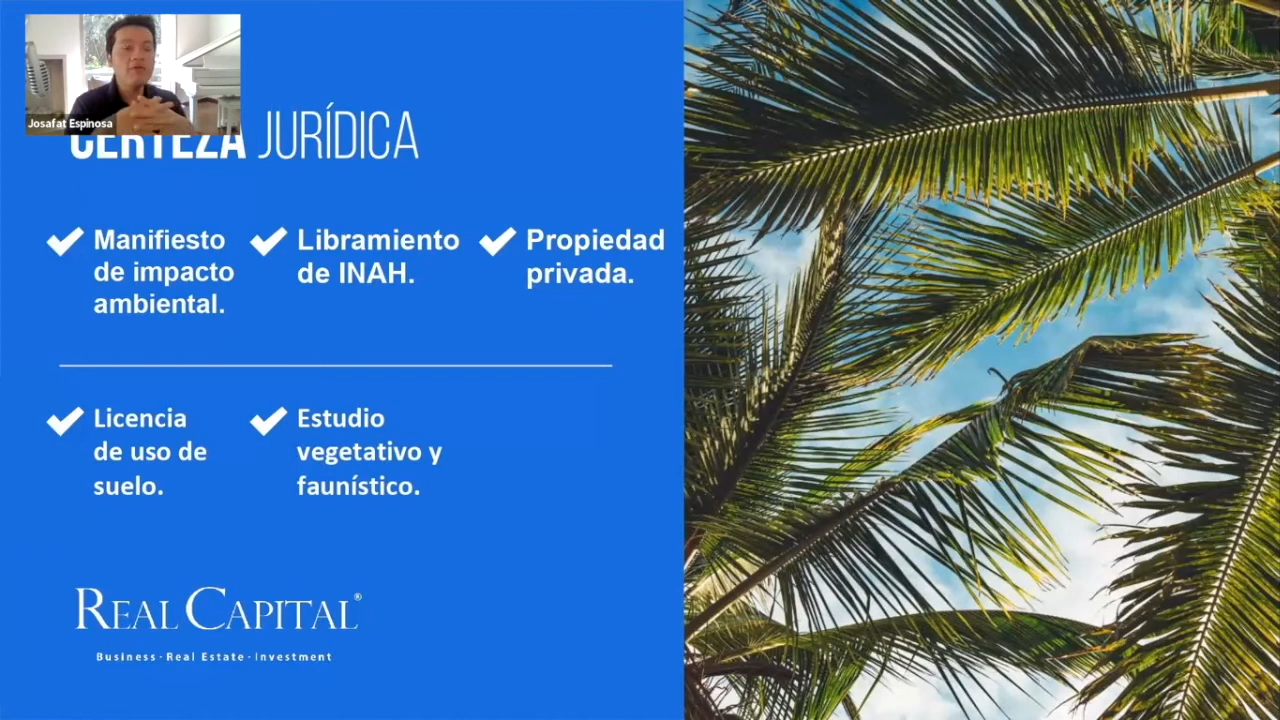 Josafat Espinosa
CERTEZA JURÍDICA
Manifiesto
de impacto
ambiental.
Libramiento
de INAH.
Propiedad
privada.
Licencia
de uso de
suelo.
Estudio
vegetativo y
faunístico.
REAL CAPITAL®
Business · Real Estate · Investment